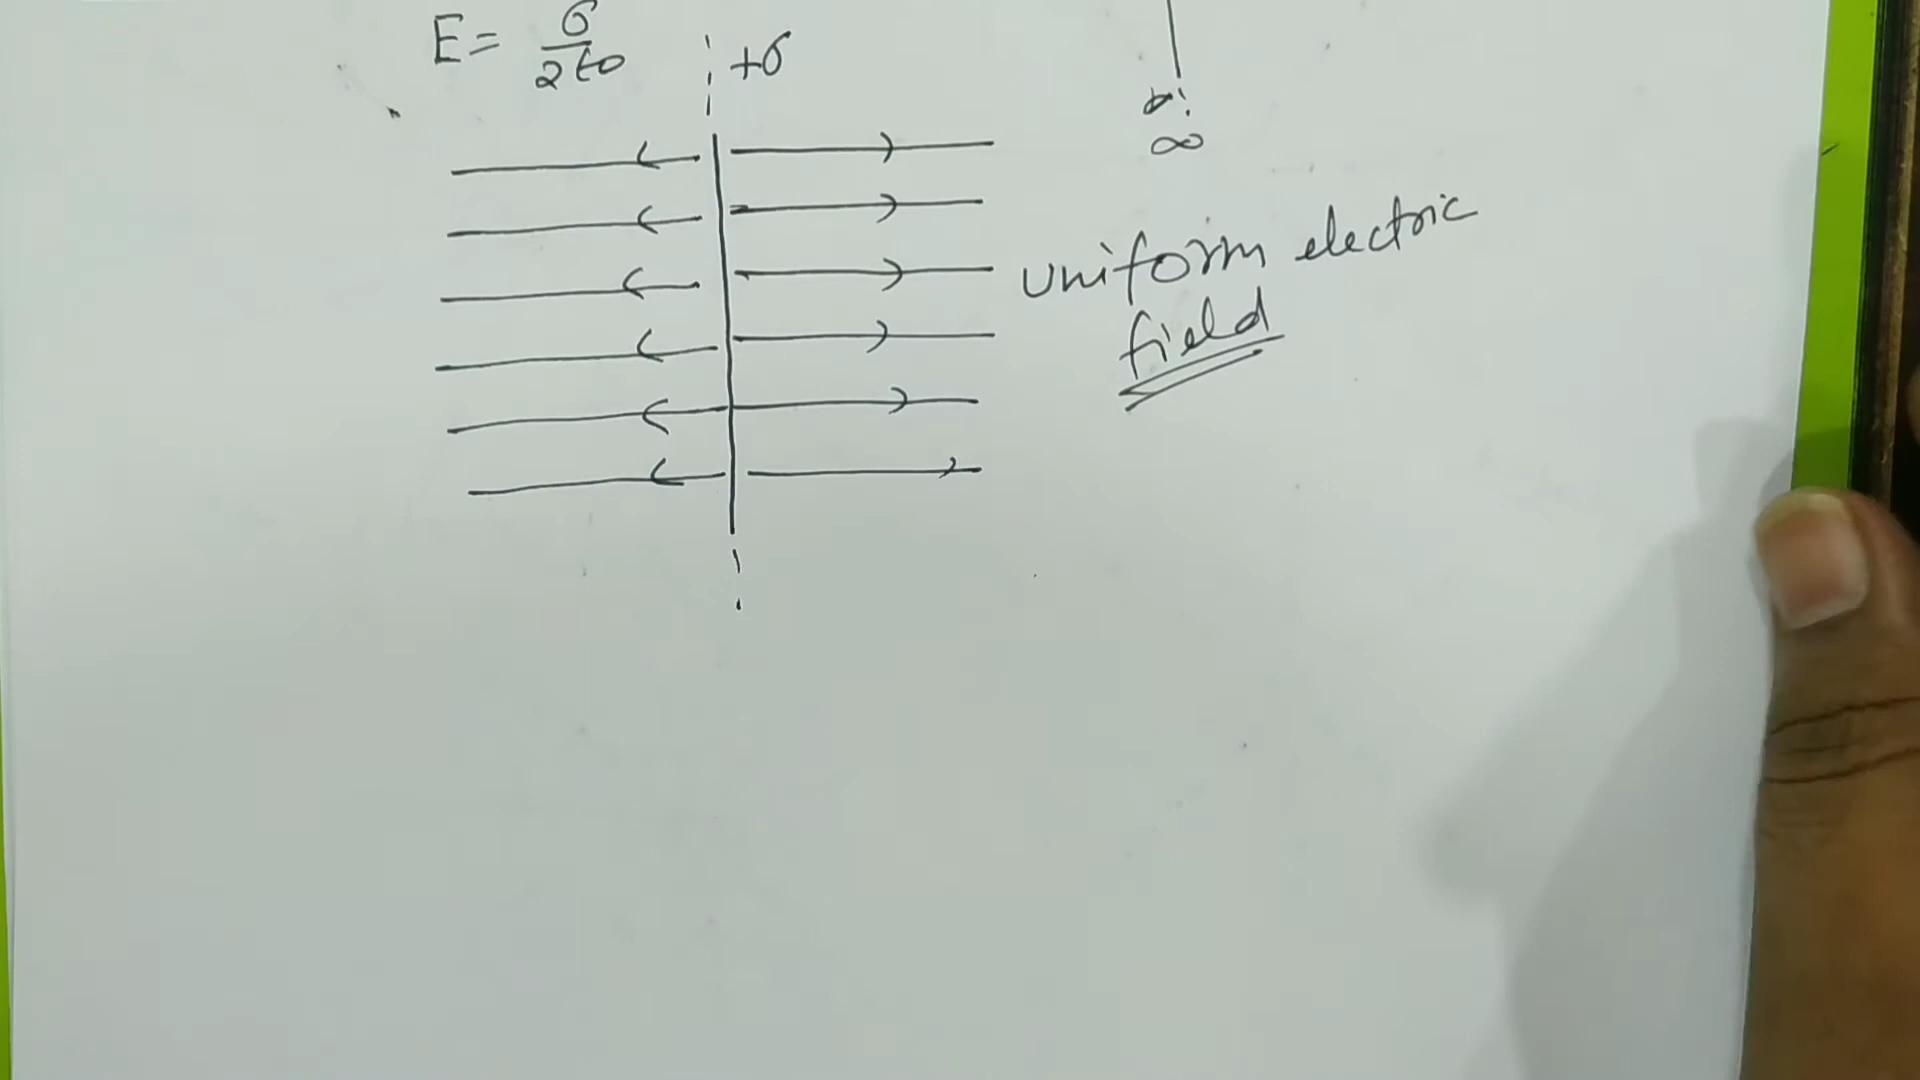 E = σ/2ϵ0
+σ
∞
uniform electric
field